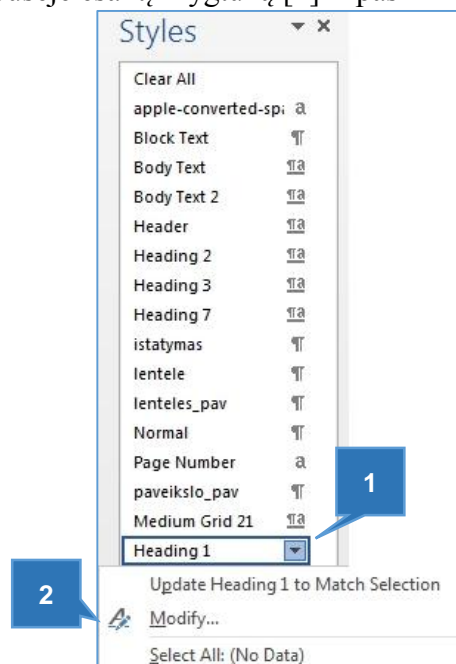 Styles
Clear All
apple-converted-spa a
Block Text ¶
Body Text ¶a
Body Text 2 ¶a
Header ¶a
Heading 2 ¶a
Heading 3 ¶a
Heading 7 ¶a
istatymas ¶
lentele ¶
lenteles_pav ¶
Normal ¶
Page Number a
paveikslo_pav ¶
1
Medium Grid 21 ¶a
Heading 1
Update Heading 1 to Match Selection
2
Modify...
Select All: (No Data)